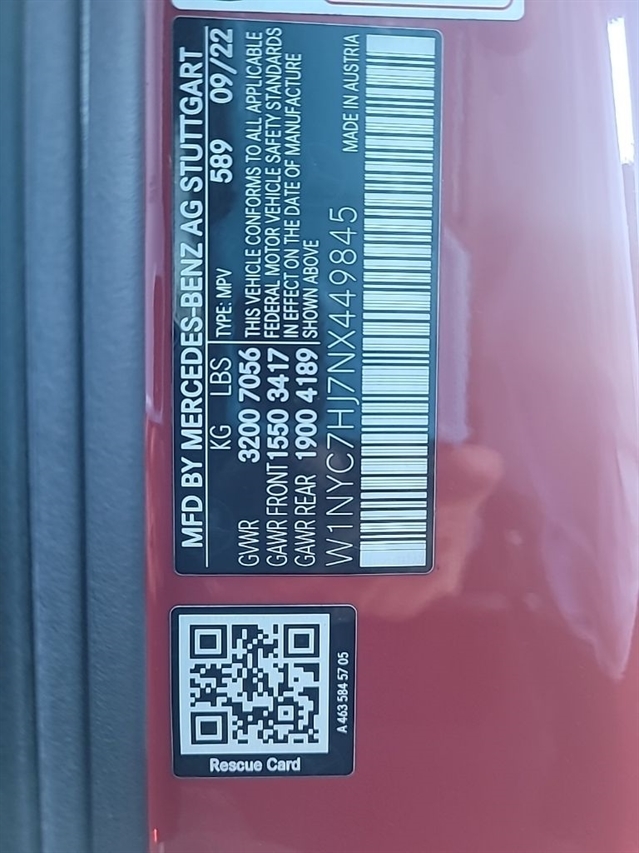 MFD BY MERCEDES-BENZ AG STUTTGART
KG LBS 589 09/22
TYPE: MPV
GVWR 3200 7056
GAWR FRONT 1550 3417
GAWR REAR 1900 4189
THIS VEHICLE CONFORMS TO ALL APPLICABLE
FEDERAL MOTOR VEHICLE SAFETY STANDARDS
IN EFFECT ON THE DATE OF MANUFACTURE
SHOWN ABOVE
W1NYC7HJ7NX449845
MADE IN AUSTRIA
A 463 584 57 05
Rescue Card